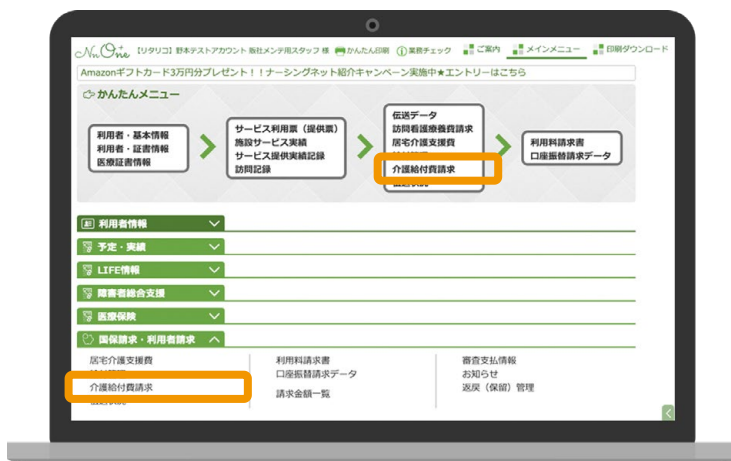 Nn One 【リタリコ】野本テストアカウント 販社メンテ用スタッフ 様 かんたん印刷 業務チェック ご案内 メインメニュー 印刷ダウンロード
Amazonギフトカード3万円分プレゼント！！ナーシングネット紹介キャンペーン実施中★エントリーはこちら
かんたんメニュー
利用者・基本情報
利用者・証書情報
医療証書情報
サービス利用票（提供票）
施設サービス実績
サービス提供実績記録
訪問記録
伝送データ
訪問看護療養費請求
居宅介護支援費
介護給付費請求
利用料請求書
口座振替請求データ
利用者情報
予定・実績
LIFE情報
障害者総合支援
医療保険
国保請求・利用者請求
居宅介護支援費
介護給付費請求
利用料請求書
口座振替請求データ
請求金額一覧
審査支払情報
お知らせ
返戻（保留）管理